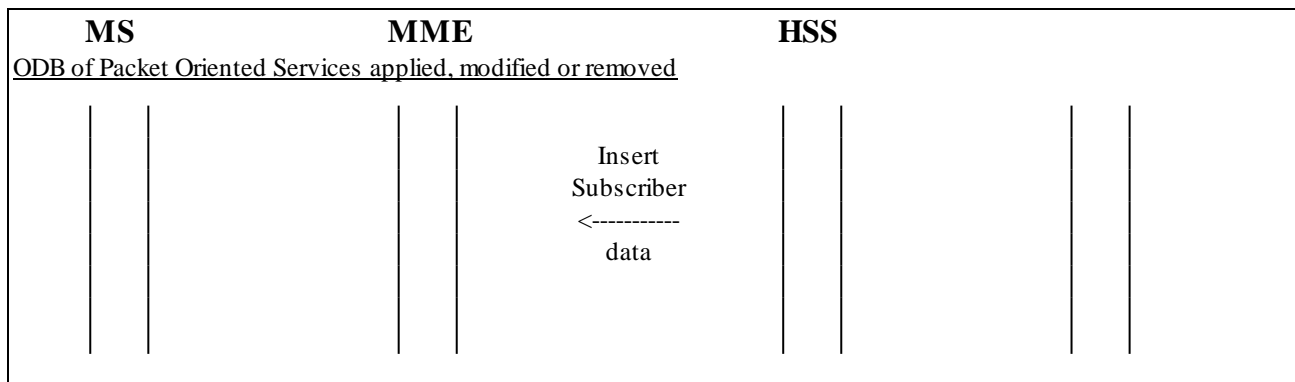 MS MME HSS
ODB of Packet Oriented Services applied, modified or removed
Insert
Subscriber
<-----------
data